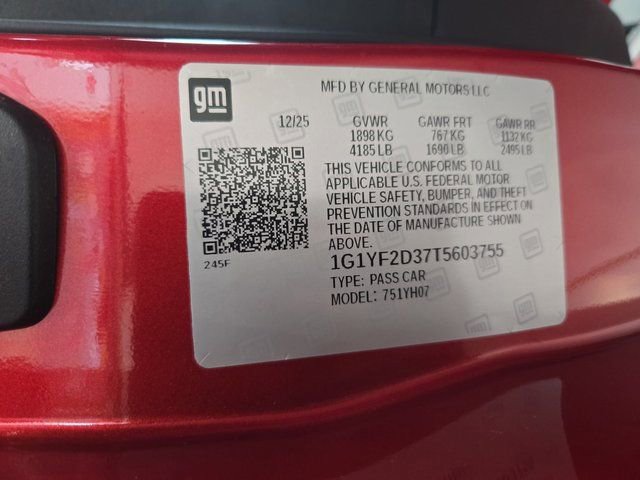 gm
MFD BY GENERAL MOTORS LLC
12/25 GVWR GAWR FRT GAWR RR
1898 KG 767 KG 1132 KG
4185 LB 1690 LB 2495 LB
THIS VEHICLE CONFORMS TO ALL
APPLICABLE U.S. FEDERAL MOTOR
VEHICLE SAFETY, BUMPER, AND THEFT
PREVENTION STANDARDS IN EFFECT ON
THE DATE OF MANUFACTURE SHOWN
ABOVE.
245F
1G1YF2D37T5603755
TYPE: PASS CAR
MODEL: 751YH07